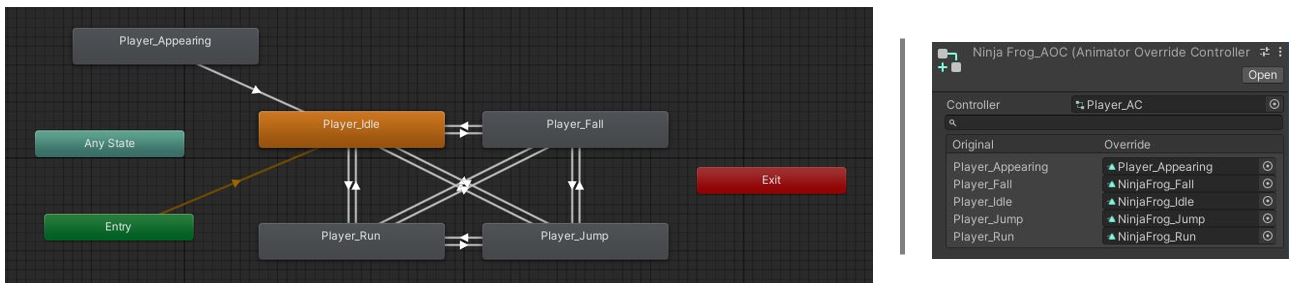 Player_Appearing
Player_Idle
Player_Fall
Any State
Exit
Entry
Player_Run
Player_Jump
Ninja Frog_AOC (Animator Override Controller
Open
Controller
Player_AC
Original Override
Player_Appearing Player_Appearing
Player_Fall NinjaFrog_Fall
Player_Idle NinjaFrog_Idle
Player_Jump NinjaFrog_Jump
Player_Run NinjaFrog_Run